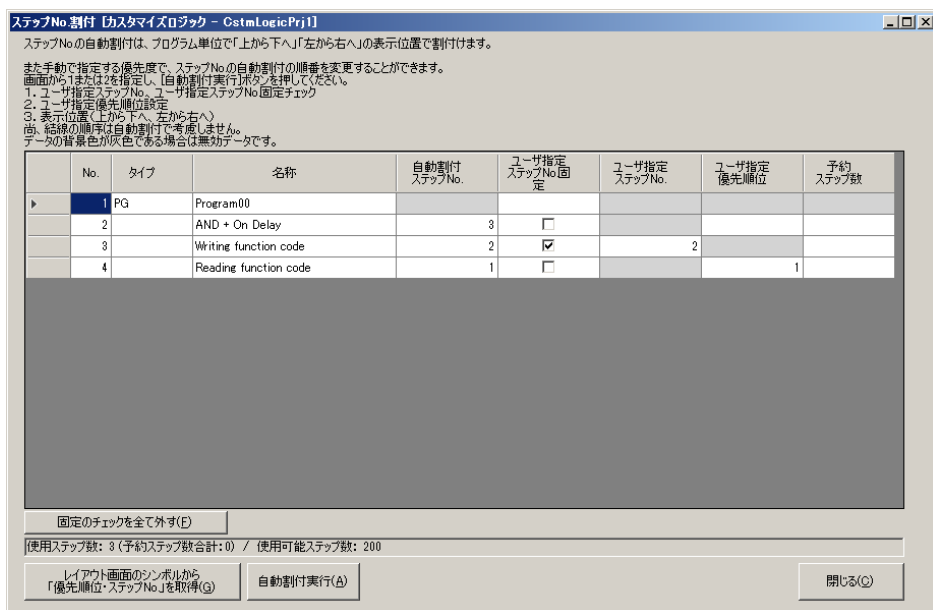 ステップNo.割付 [カスタマイズロジック - CstmLogicPrj1]
ステップNo.の自動割付は、プログラム単位で「上から下へ」「左から右へ」の表示位置で割付けます。
また手動で指定する優先度で、ステップNo.の自動割付の順番を変更することができます。
画面から1または2を指定し、[自動割付実行]ボタンを押してください。
1. ユーザ指定ステップNo.、ユーザ指定ステップNo.固定チェック
2. ユーザ指定優先順位設定
3. 表示位置(上から下へ、左から右へ)
尚、結線の順序は自動割付で考慮しません。
データの背景色が灰色である場合は無効データです。
No. タイプ 名称 自動割付ステップNo. ユーザ指定ステップNo.固定 ユーザ指定ステップNo. ユーザ指定優先順位 予約ステップ数
1 PG Program00
2 AND + On Delay 3
3 Writing function code 2 2
4 Reading function code 1 1
固定のチェックを全て外す(F)
使用ステップ数: 3 (予約ステップ数合計:0) / 使用可能ステップ数: 200
レイアウト画面のシンボルから
「優先順位・ステップNo.」を取得(G)
自動割付実行(A)
閉じる(C)